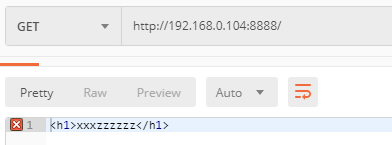 GET http://192.168.0.104:8888/
Pretty Raw Preview Auto
1 <h1>xxxzzzzzz</h1>